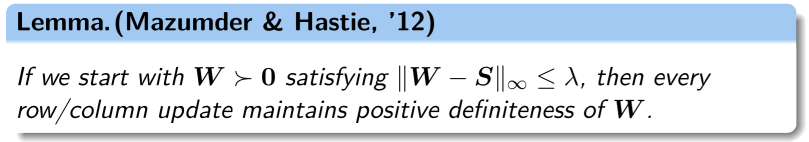 Lemma. (Mazumder & Hastie, '12)
If we start with W ≻ 0 satisfying ‖W − S‖∞ ≤ λ, then every
row/column update maintains positive definiteness of W.